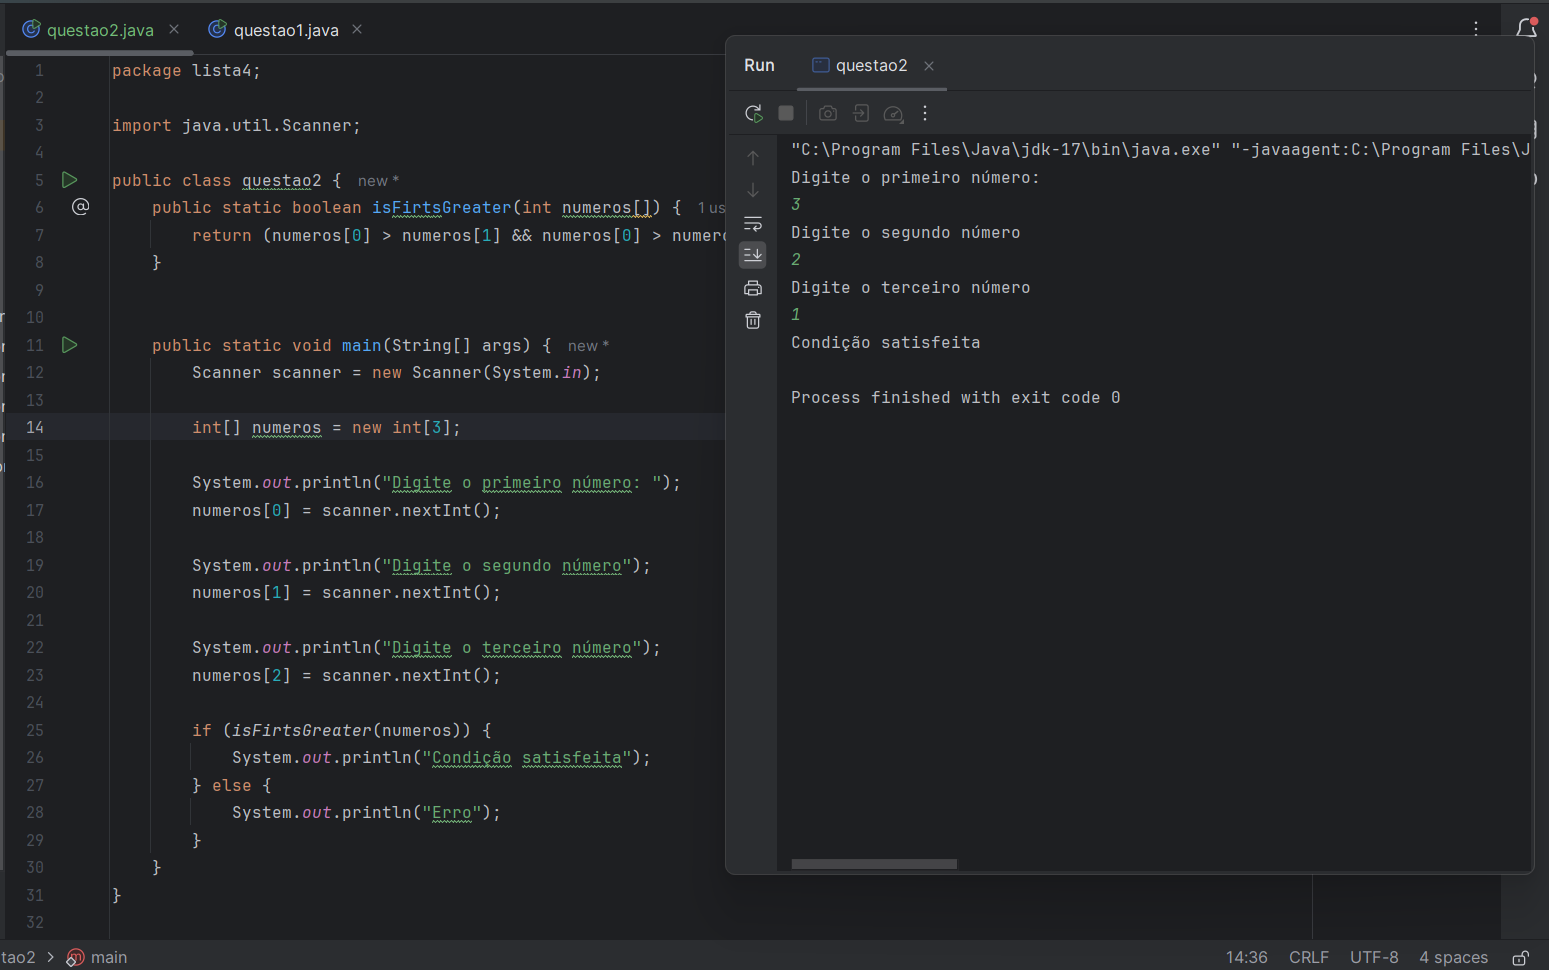 questao2.java
questao1.java
1 package lista4;
2
3 import java.util.Scanner;
4
5 public class questao2 { new *
6 @ public static boolean isFirtsGreater(int numeros[]) { 1 us
7 return (numeros[0] > numeros[1] && numeros[0] > numer
8 }
9
10
11 public static void main(String[] args) { new *
12 Scanner scanner = new Scanner(System.in);
13
14 int[] numeros = new int[3];
15
16 System.out.println("Digite o primeiro número: ");
17 numeros[0] = scanner.nextInt();
18
19 System.out.println("Digite o segundo número");
20 numeros[1] = scanner.nextInt();
21
22 System.out.println("Digite o terceiro número");
23 numeros[2] = scanner.nextInt();
24
25 if (isFirtsGreater(numeros)) {
26 System.out.println("Condição satisfeita");
27 } else {
28 System.out.println("Erro");
29 }
30 }
31 }
32
Run questao2
"C:\Program Files\Java\jdk-17\bin\java.exe" "-javaagent:C:\Program Files\J
Digite o primeiro número:
3
Digite o segundo número
2
Digite o terceiro número
1
Condição satisfeita
Process finished with exit code 0
tao2 > main
14:36 CRLF UTF-8 4 spaces